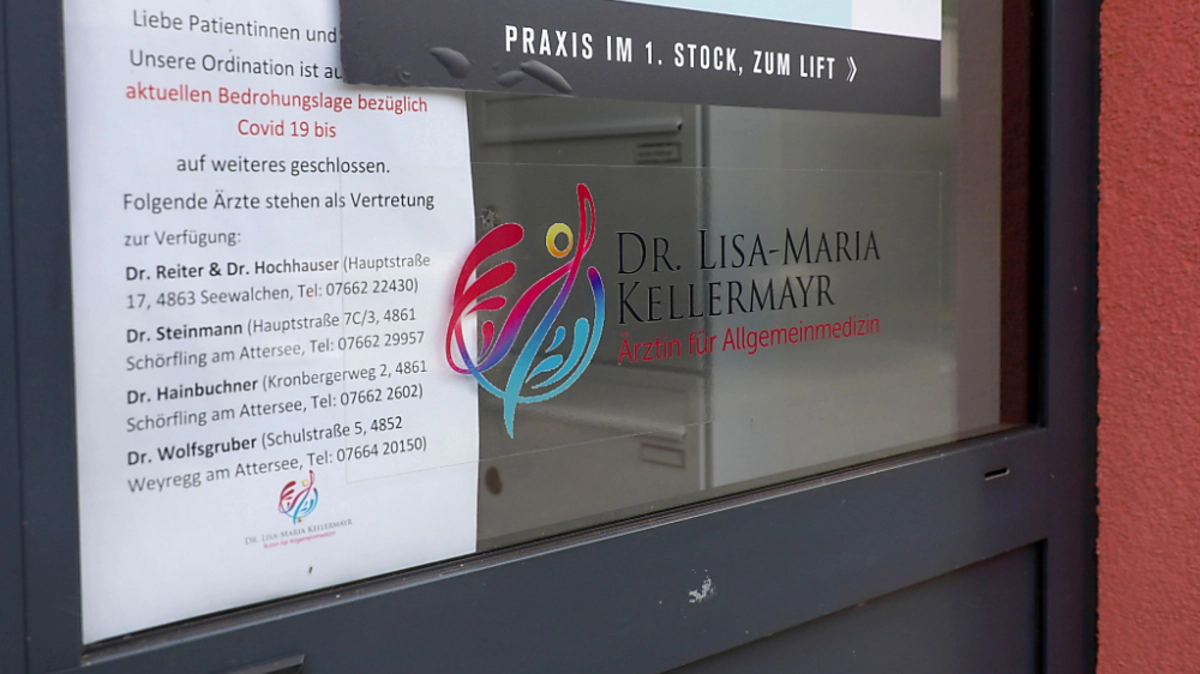 Liebe Patientinnen und
Unsere Ordination ist
aktuellen Bedrohungslage bezüglich
Covid 19 bis
auf weiteres geschlossen.
Folgende Ärzte stehen als Vertretung
zur Verfügung:
Dr. Reiter & Dr. Hochhauser (Hauptstraße
17, 4863 Seewalchen, Tel: 07662 22430)
Dr. Steinmann (Hauptstraße 7C/3, 4861
Schörfling am Attersee, Tel: 07662 29957
Dr. Hainbuchner (Kronbergerweg 2, 4861
Schörfling am Attersee, Tel: 07662 2602)
Dr. Wolfsgruber (Schulstraße 5, 4852
Weyregg am Attersee, Tel: 07664 20150)
DR. LISA-MARIA KELLERMAYR
Ärztin für Allgemeinmedizin
PRAXIS IM 1. STOCK, ZUM LIFT »
DR. LISA-MARIA
KELLERMAYR
Ärztin für Allgemeinmedizin